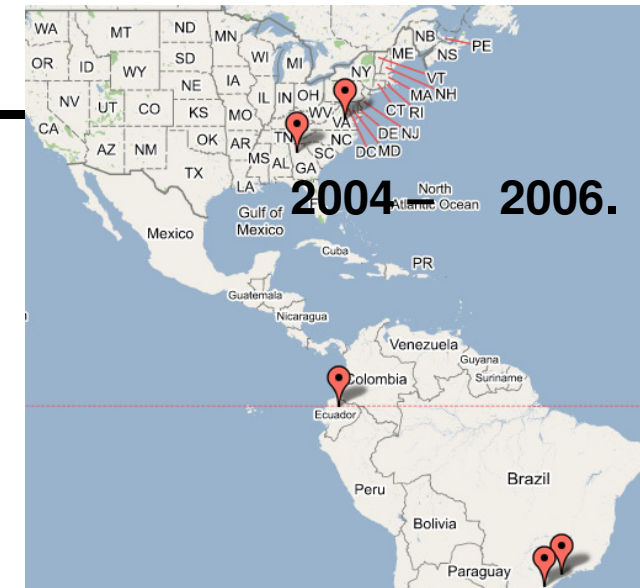 WA MT ND MN NB PE
OR ID SD WI MI ME NS
WY NY VT
NE IA MA NH
NV UT CO IL IN OH CT RI
KS MO WV VA DE NJ
CA OK AR TN NC DC MD
AZ NM MS AL SC
TX GA
LA
2004 – 2006.
North
Atlantic Ocean
Gulf of
Mexico
Mexico
Cuba
PR
Guatemala
Nicaragua
Venezuela
Guyana
Colombia Suriname
Ecuador
Brazil
Peru
Bolivia
Paraguay